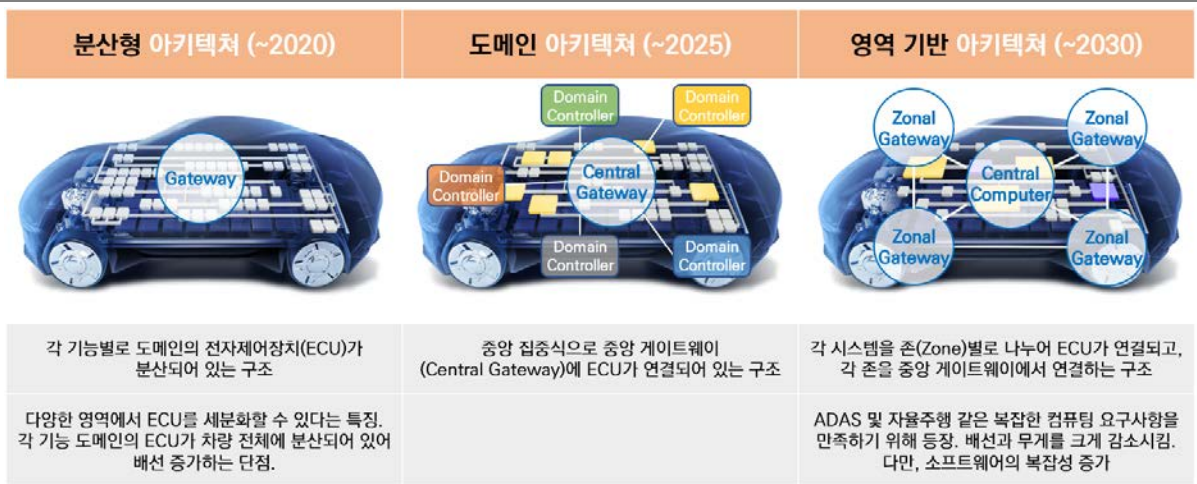 분산형 아키텍쳐 (~2020)
도메인 아키텍쳐 (~2025)
영역 기반 아키텍쳐 (~2030)
Gateway
Domain
Controller
Domain
Controller
Domain
Controller
Central
Gateway
Domain
Controller
Domain
Controller
Zonal
Gateway
Zonal
Gateway
Central
Computer
Zonal
Gateway
Zonal
Gateway
각 기능별로 도메인의 전자제어장치(ECU)가
분산되어 있는 구조
중앙 집중식으로 중앙 게이트웨이
(Central Gateway)에 ECU가 연결되어 있는 구조
각 시스템을 존(Zone)별로 나누어 ECU가 연결되고,
각 존을 중앙 게이트웨이에서 연결하는 구조
다양한 영역에서 ECU를 세분화할 수 있다는 특징.
각 기능 도메인의 ECU가 차량 전체에 분산되어 있어
배선 증가하는 단점.
ADAS 및 자율주행 같은 복잡한 컴퓨팅 요구사항을
만족하기 위해 등장. 배선과 무게를 크게 감소시킴.
다만, 소프트웨어의 복잡성 증가